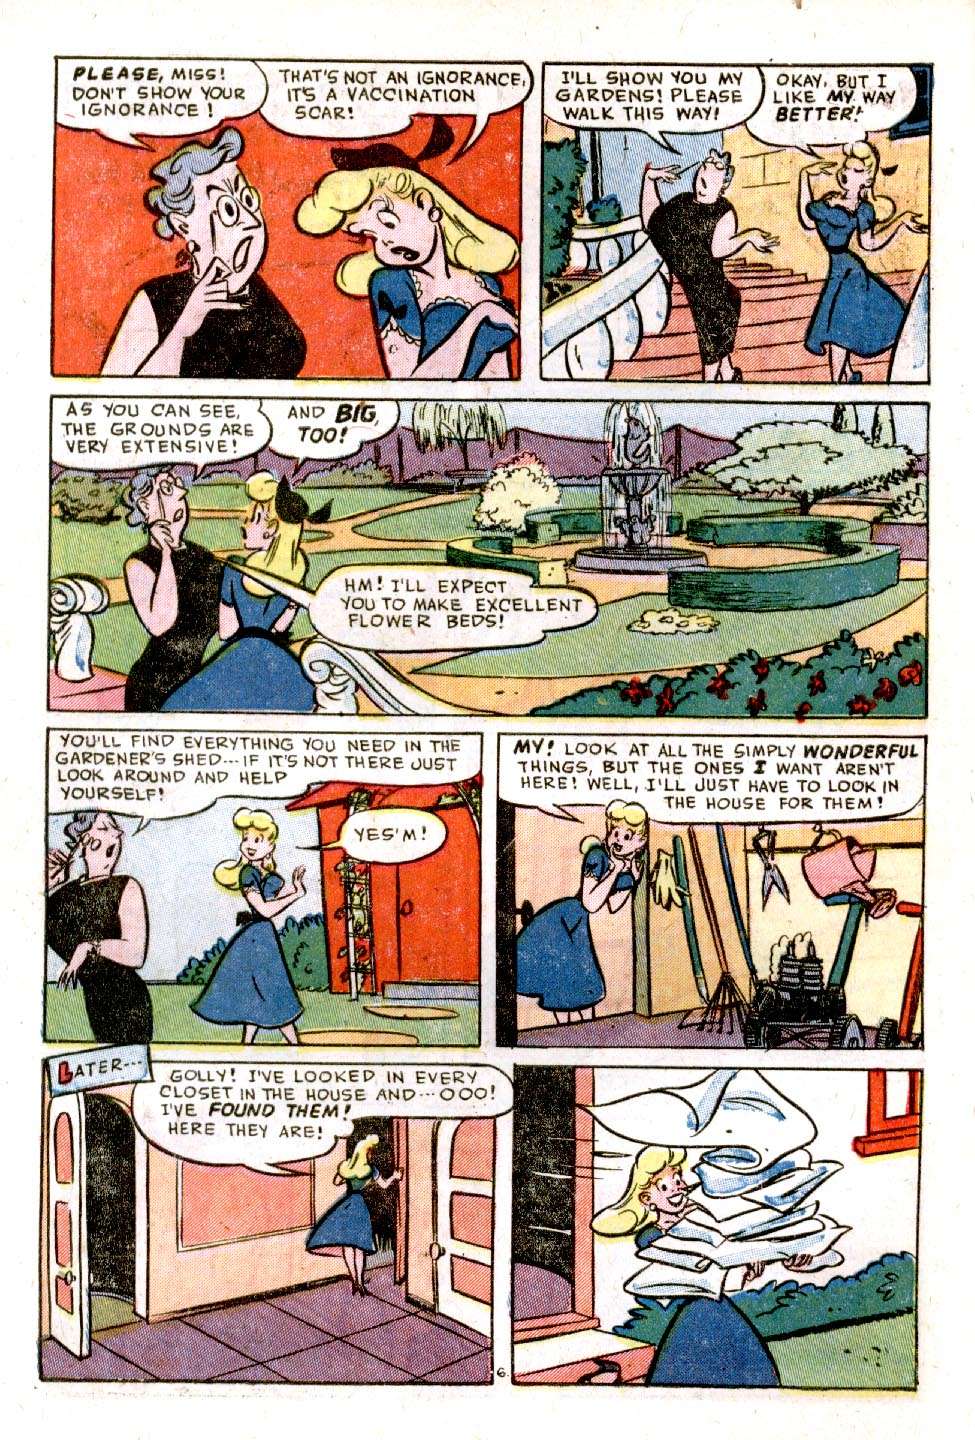 PLEASE, MISS!
DON'T SHOW YOUR
IGNORANCE!
THAT'S NOT AN IGNORANCE,
IT'S A VACCINATION
SCAR!
I'LL SHOW YOU MY
GARDENS! PLEASE
WALK THIS WAY!
OKAY, BUT I
LIKE MY WAY
BETTER!
AS YOU CAN SEE,
THE GROUNDS ARE
VERY EXTENSIVE!
AND BIG,
TOO!
HM! I'LL EXPECT
YOU TO MAKE EXCELLENT
FLOWER BEDS!
YOU'LL FIND EVERYTHING YOU NEED IN THE
GARDENER'S SHED---IF IT'S NOT THERE JUST
LOOK AROUND AND HELP
YOURSELF!
YES'M!
MY! LOOK AT ALL THE SIMPLY WONDERFUL
THINGS, BUT THE ONES I WANT AREN'T
HERE! WELL, I'LL JUST HAVE TO LOOK IN
THE HOUSE FOR THEM!
LATER---
GOLLY! I'VE LOOKED IN EVERY
CLOSET IN THE HOUSE AND---OOO!
I'VE FOUND THEM!
HERE THEY ARE!
6.